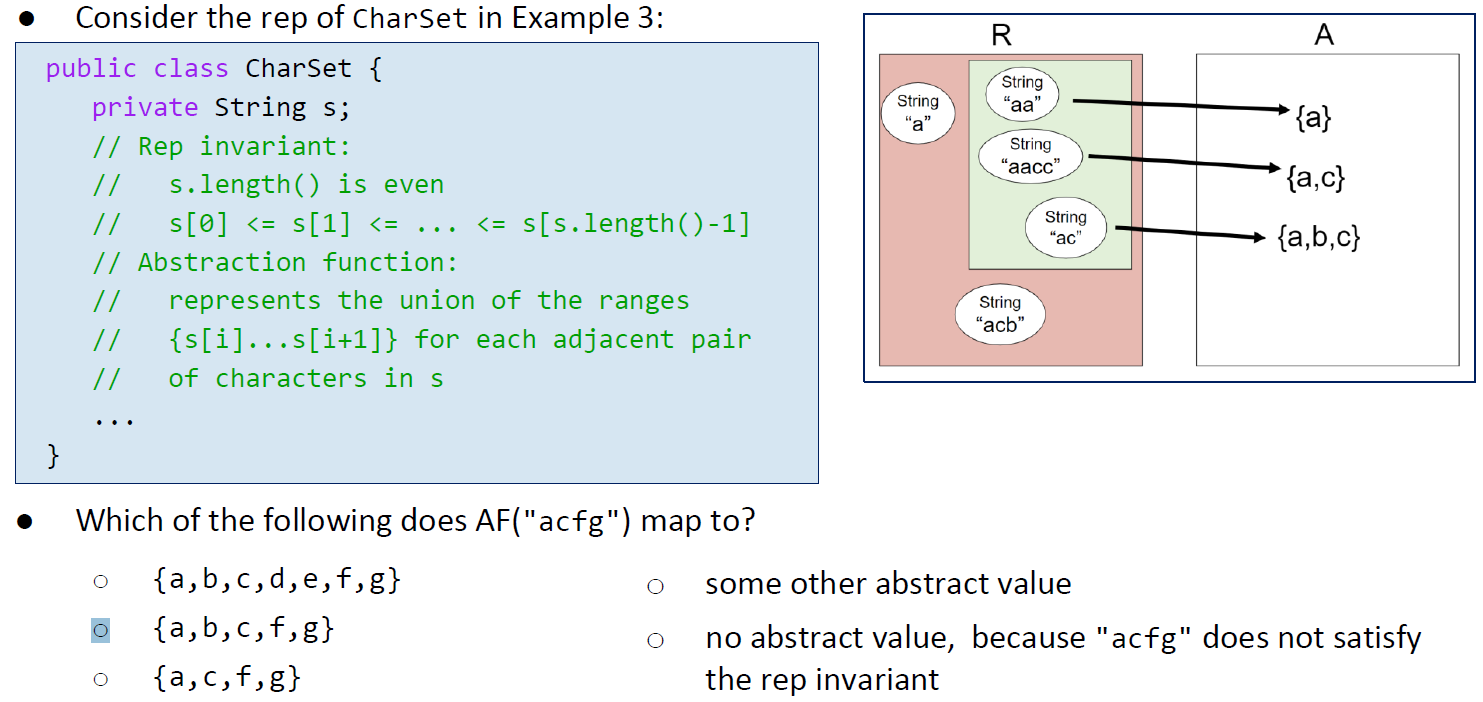 ● Consider the rep of CharSet in Example 3:
public class CharSet {
private String s;
// Rep invariant:
// s.length() is even
// s[0] <= s[1] <= ... <= s[s.length()-1]
// Abstraction function:
// represents the union of the ranges
// {s[i]...s[i+1]} for each adjacent pair
// of characters in s
...
}
R
A
String
“a”
String
“aa”
String
“aacc”
String
“ac”
String
“acb”
{a}
{a,c}
{a,b,c}
● Which of the following does AF("acfg") map to?
○ {a,b,c,d,e,f,g}
○ {a,b,c,f,g}
○ {a,c,f,g}
○ some other abstract value
○ no abstract value, because "acfg" does not satisfy
the rep invariant